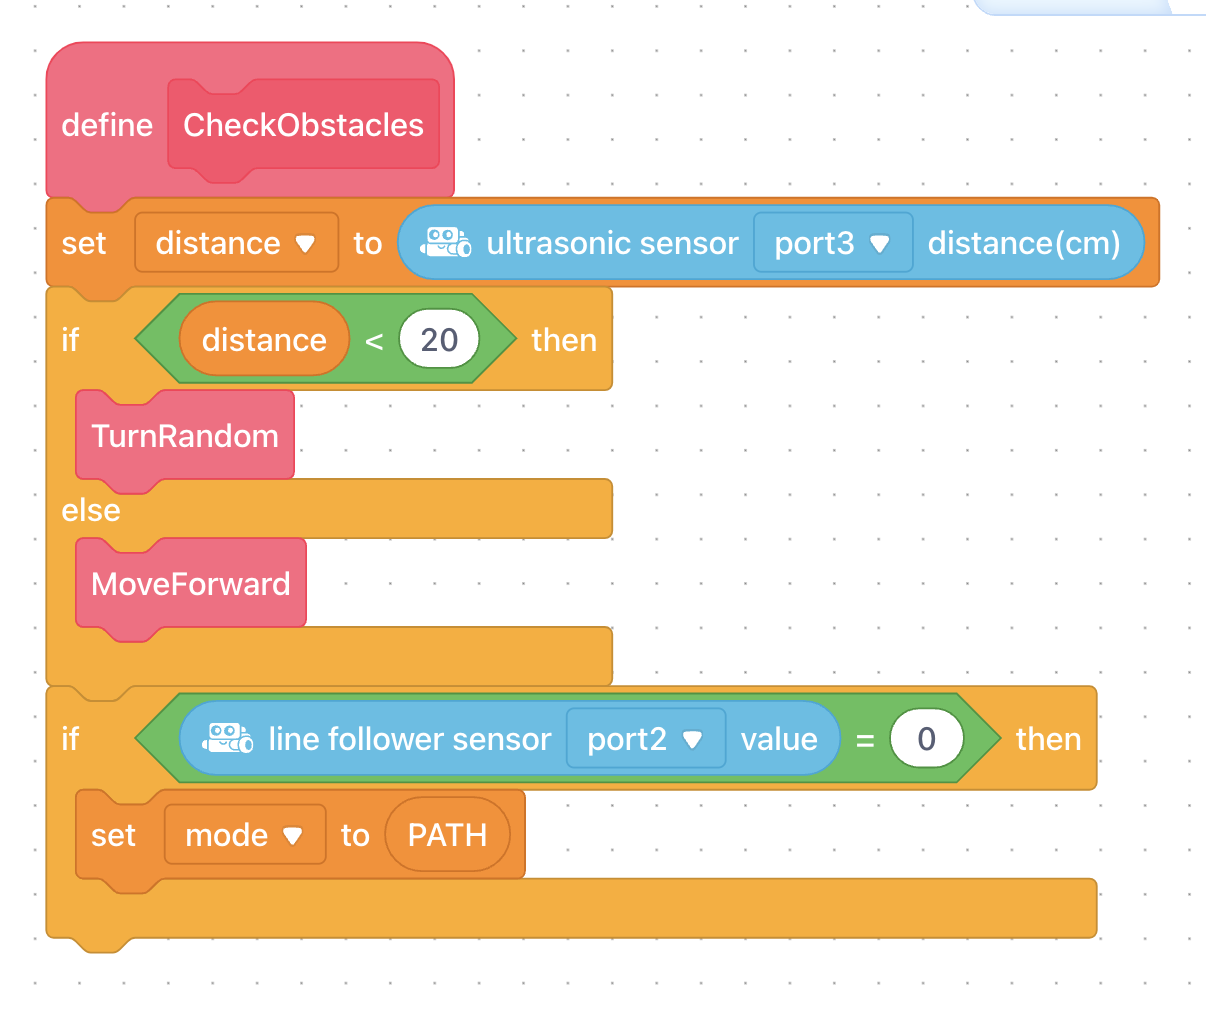 define CheckObstacles
set distance to ultrasonic sensor port3 distance(cm)
if distance < 20 then
TurnRandom
else
MoveForward
if line follower sensor port2 value = 0 then
set mode to PATH